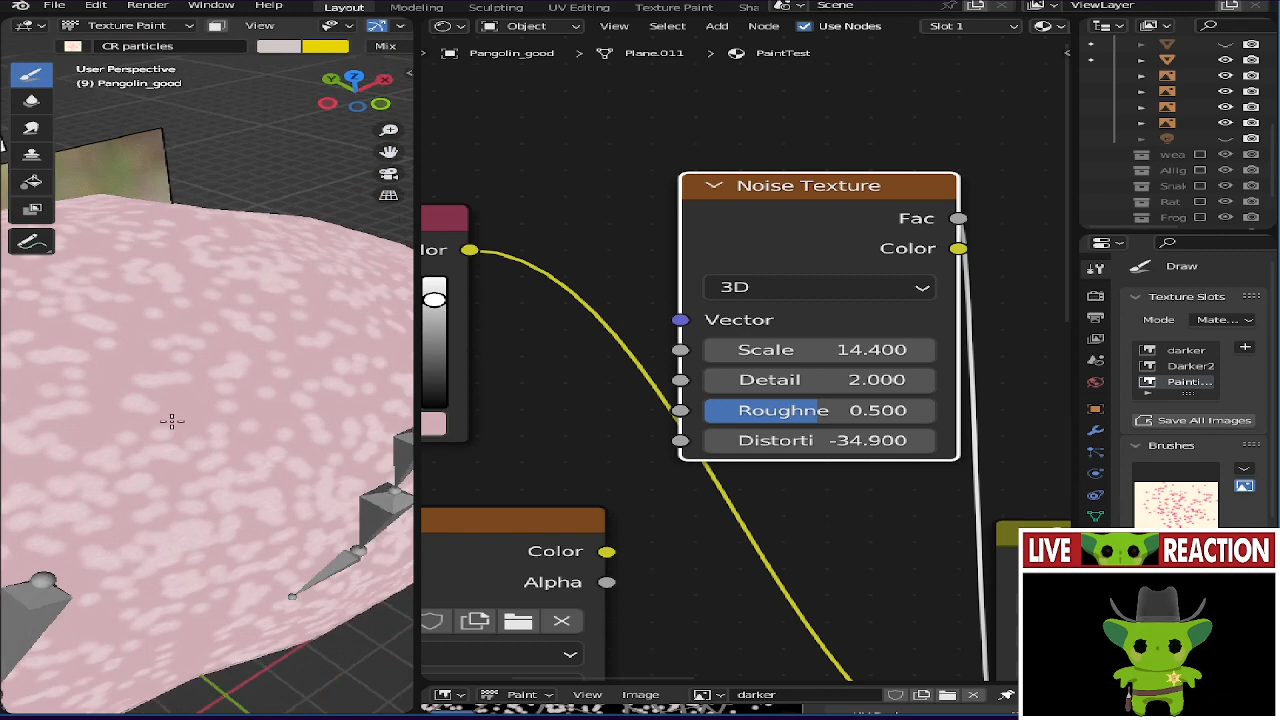 File Edit Render Window Help Layout Modeling Sculpting UV Editing Texture Paint Sha Scene ViewLayer
Texture Paint View Object View Select Add Node Use Nodes Slot 1
CR particles Mix Pangolin_good > Plane.011 > PaintTest
User Perspective
(9) Pangolin_good
Noise Texture
Fac
Color
lor
3D
Vector
Scale 14.400
Detail 2.000
Roughne 0.500
Distorti -34.900
Color
Alpha
Paint View Image darker
wea
Allig
Snak
Rat
Frog
Draw
Texture Slots
Mode Mate...
darker
Darker2
Painti...
Save All Images
Brushes
LIVE REACTION